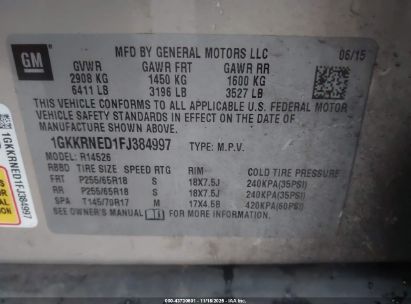 GM
MFD BY GENERAL MOTORS LLC 06/15
GVWR GAWR FRT GAWR RR
2908 KG 1450 KG 1600 KG
6411 LB 3196 LB 3527 LB
THIS VEHICLE CONFORMS TO ALL APPLICABLE U.S. FEDERAL MOTOR
VEHICLE SAFETY STANDARDS IN EFFECT ON THE DATE
OF MANUFACTURE SHOWN ABOVE.
1GKKRNED1FJ384997 TYPE: M.P.V.
MODEL: R14526
RBBD TIRE SIZE SPEED RTG RIM COLD TIRE PRESSURE
FRT P255/65R18 S 18X7.5J 240KPA(35PSI)
RR P255/65R18 S 18X7.5J 240KPA(35PSI)
SPA T145/70R17 M 17X4.5B 420KPA(60PSI)
SEE OWNER'S MANUAL FOR MORE INFORMATION.
1GKKRNED1FJ384997